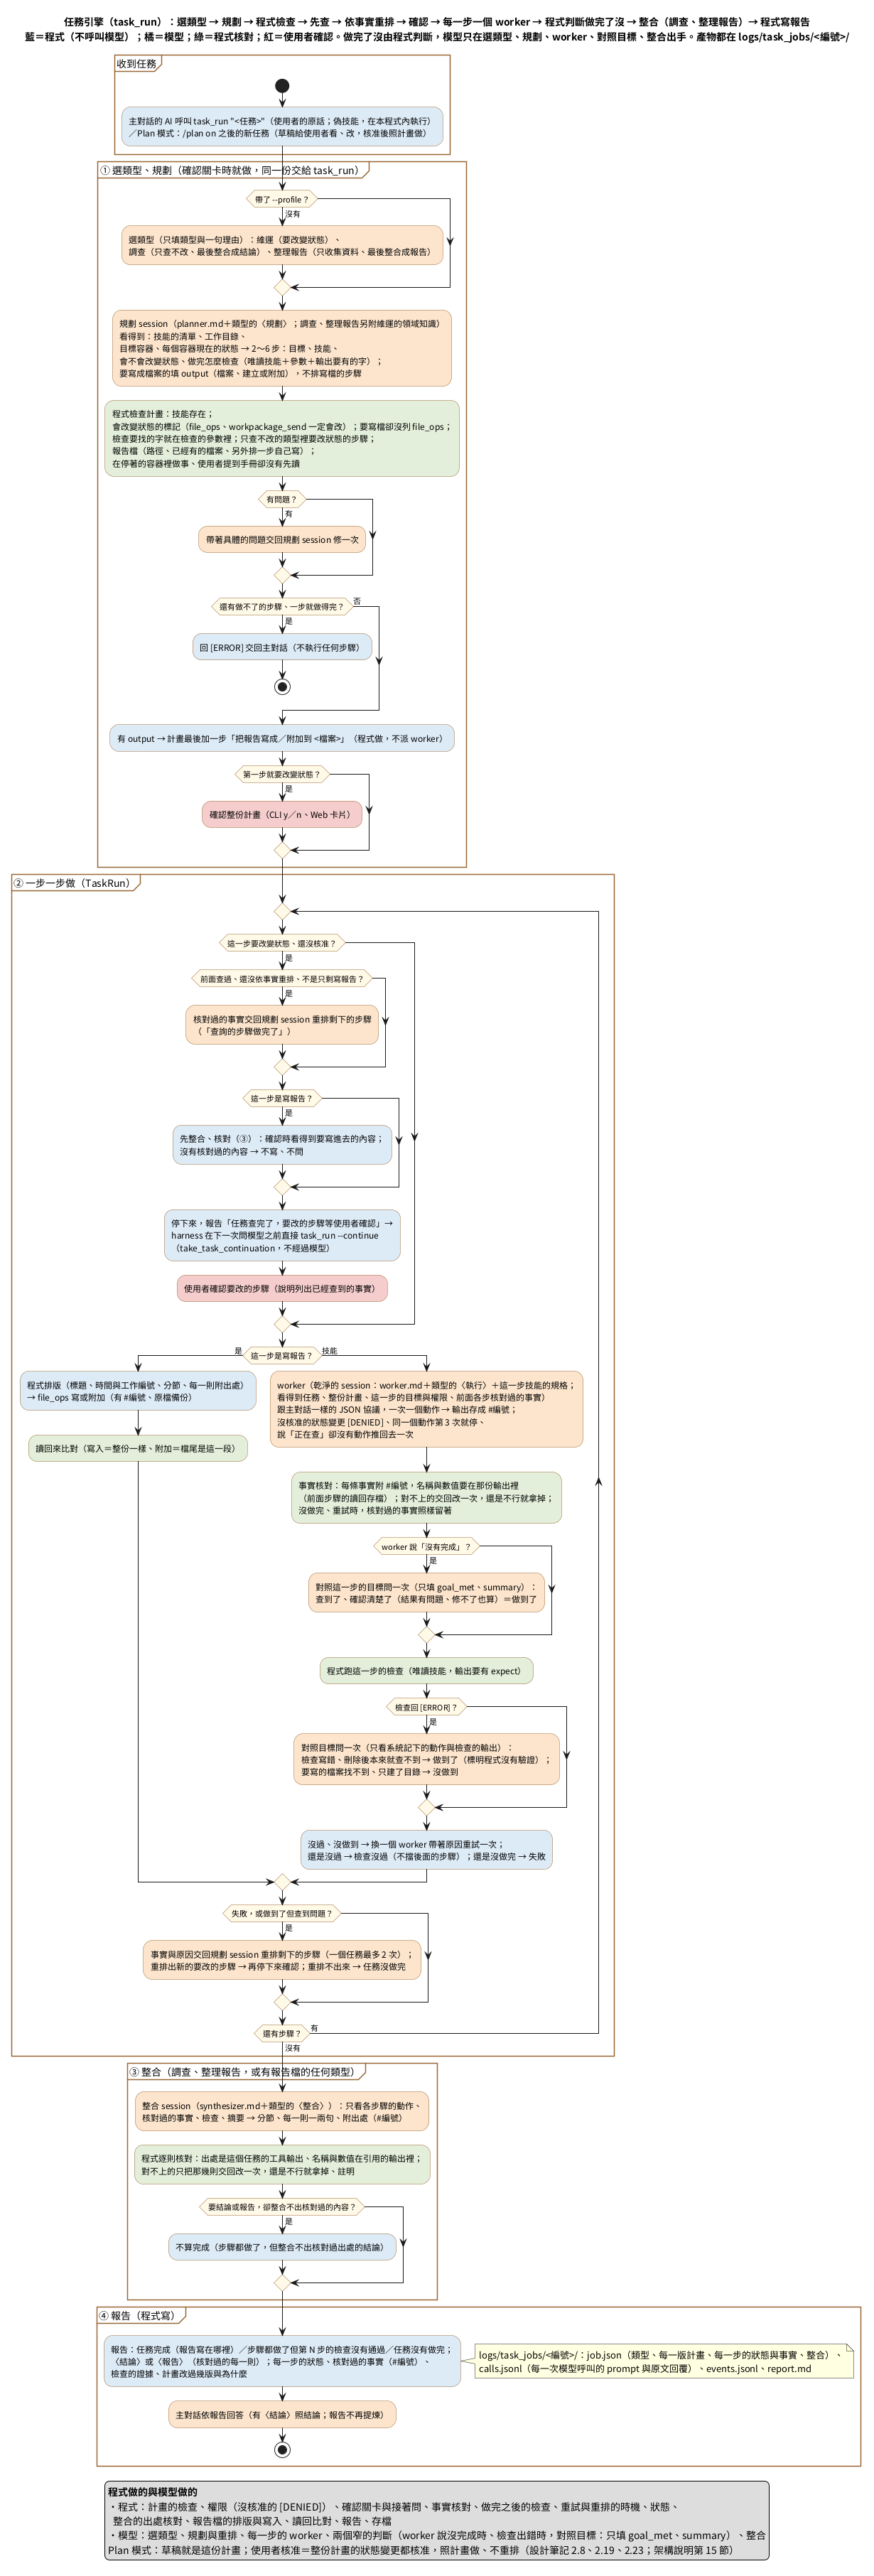 任務引擎（task_run）：選類型 → 規劃 → 程式檢查 → 先查 → 依事實重排 → 確認 → 每一步一個 worker → 程式判斷做完了沒 → 整合（調查、整理報告）→ 程式寫報告
藍＝程式（不呼叫模型）；橘＝模型；綠＝程式核對；紅＝使用者確認。做完了沒由程式判斷，模型只在選類型、規劃、worker、對照目標、整合出手。產物都在 logs/task_jobs/<編號>/
收到任務
主對話的 AI 呼叫 task_run "<任務>"（使用者的原話；偽技能，在本程式內執行）
／Plan 模式：/plan on 之後的新任務（草稿給使用者看、改，核准後照計畫做）
① 選類型、規劃（確認關卡時就做，同一份交給 task_run）
帶了 --profile？
沒有
選類型（只填類型與一句理由）：維運（要改變狀態）、
調查（只查不改、最後整合成結論）、整理報告（只收集資料、最後整合成報告）
規劃 session（planner.md＋類型的〈規劃〉；調查、整理報告另附維運的領域知識）
看得到：技能的清單、工作目錄、
目標容器、每個容器現在的狀態 → 2～6 步：目標、技能、
會不會改變狀態、做完怎麼檢查（唯讀技能＋參數＋輸出要有的字）；
要寫成檔案的填 output（檔案、建立或附加），不排寫檔的步驟
程式檢查計畫：技能存在；
會改變狀態的標記（file_ops、workpackage_send 一定會改）；要寫檔卻沒列 file_ops；
檢查要找的字就在檢查的參數裡；只查不改的類型裡要改狀態的步驟；
報告檔（路徑、已經有的檔案、另外排一步自己寫）；
在停著的容器裡做事、使用者提到手冊卻沒有先讀
有問題？
有
帶著具體的問題交回規劃 session 修一次
還有做不了的步驟、一步就做得完？
否
是
回 [ERROR] 交回主對話（不執行任何步驟）
有 output → 計畫最後加一步「把報告寫成／附加到 <檔案>」（程式做，不派 worker）
第一步就要改變狀態？
是
確認整份計畫（CLI y／n、Web 卡片）
② 一步一步做（TaskRun）
這一步要改變狀態、還沒核准？
是
前面查過、還沒依事實重排、不是只剩寫報告？
是
核對過的事實交回規劃 session 重排剩下的步驟
（「查詢的步驟做完了」）
這一步是寫報告？
是
先整合、核對（③）：確認時看得到要寫進去的內容；
沒有核對過的內容 → 不寫、不問
停下來，報告「任務查完了，要改的步驟等使用者確認」→
harness 在下一次問模型之前直接 task_run --continue
（take_task_continuation，不經過模型）
使用者確認要改的步驟（說明列出已經查到的事實）
是
這一步是寫報告？
技能
程式排版（標題、時間與工作編號、分節、每一則附出處）
→ file_ops 寫或附加（有 #編號、原檔備份）
讀回來比對（寫入＝整份一樣、附加＝檔尾是這一段）
worker（乾淨的 session：worker.md＋類型的〈執行〉＋這一步技能的規格；
看得到任務、整份計畫、這一步的目標與權限、前面各步核對過的事實）
跟主對話一樣的 JSON 協議，一次一個動作 → 輸出存成 #編號；
沒核准的狀態變更 [DENIED]、同一個動作第 3 次就停、
說「正在查」卻沒有動作推回去一次
事實核對：每條事實附 #編號，名稱與數值要在那份輸出裡
（前面步驟的讀回存檔）；對不上的交回改一次，還是不行就拿掉；
沒做完、重試時，核對過的事實照樣留著
worker 說「沒有完成」？
是
對照這一步的目標問一次（只填 goal_met、summary）：
查到了、確認清楚了（結果有問題、修不了也算）＝做到了
程式跑這一步的檢查（唯讀技能，輸出要有 expect）
檢查回 [ERROR]？
是
對照目標問一次（只看系統記下的動作與檢查的輸出）：
檢查寫錯、刪除後本來就查不到 → 做到了（標明程式沒有驗證）；
要寫的檔案找不到、只建了目錄 → 沒做到
沒過、沒做到 → 換一個 worker 帶著原因重試一次；
還是沒過 → 檢查沒過（不擋後面的步驟）；還是沒做完 → 失敗
失敗，或做到了但查到問題？
是
事實與原因交回規劃 session 重排剩下的步驟（一個任務最多 2 次）；
重排出新的要改的步驟 → 再停下來確認；重排不出來 → 任務沒做完
還有步驟？
有
沒有
③ 整合（調查、整理報告，或有報告檔的任何類型）
整合 session（synthesizer.md＋類型的〈整合〉）：只看各步驟的動作、
核對過的事實、檢查、摘要 → 分節、每一則一兩句、附出處（#編號）
程式逐則核對：出處是這個任務的工具輸出、名稱與數值在引用的輸出裡；
對不上的只把那幾則交回改一次，還是不行就拿掉、註明
要結論或報告，卻整合不出核對過的內容？
是
不算完成（步驟都做了，但整合不出核對過出處的結論）
④ 報告（程式寫）
報告：任務完成（報告寫在哪裡）／步驟都做了但第 N 步的檢查沒有通過／任務沒有做完；
〈結論〉或〈報告〉（核對過的每一則）；每一步的狀態、核對過的事實（#編號）、
檢查的證據、計畫改過幾版與為什麼
logs/task_jobs/<編號>/：job.json（類型、每一版計畫、每一步的狀態與事實、整合）、
calls.jsonl（每一次模型呼叫的 prompt 與原文回覆）、events.jsonl、report.md
主對話依報告回答（有〈結論〉照結論；報告不再提煉）
程式做的與模型做的
・程式：計畫的檢查、權限（沒核准的 [DENIED]）、確認關卡與接著問、事實核對、做完之後的檢查、重試與重排的時機、狀態、
整合的出處核對、報告檔的排版與寫入、讀回比對、報告、存檔
・模型：選類型、規劃與重排、每一步的 worker、兩個窄的判斷（worker 說沒完成時、檢查出錯時，對照目標：只填 goal_met、summary）、整合
Plan 模式：草稿就是這份計畫；使用者核准＝整份計畫的狀態變更都核准，照計畫做、不重排（設計筆記 2.8、2.19、2.23；架構說明第 15 節）